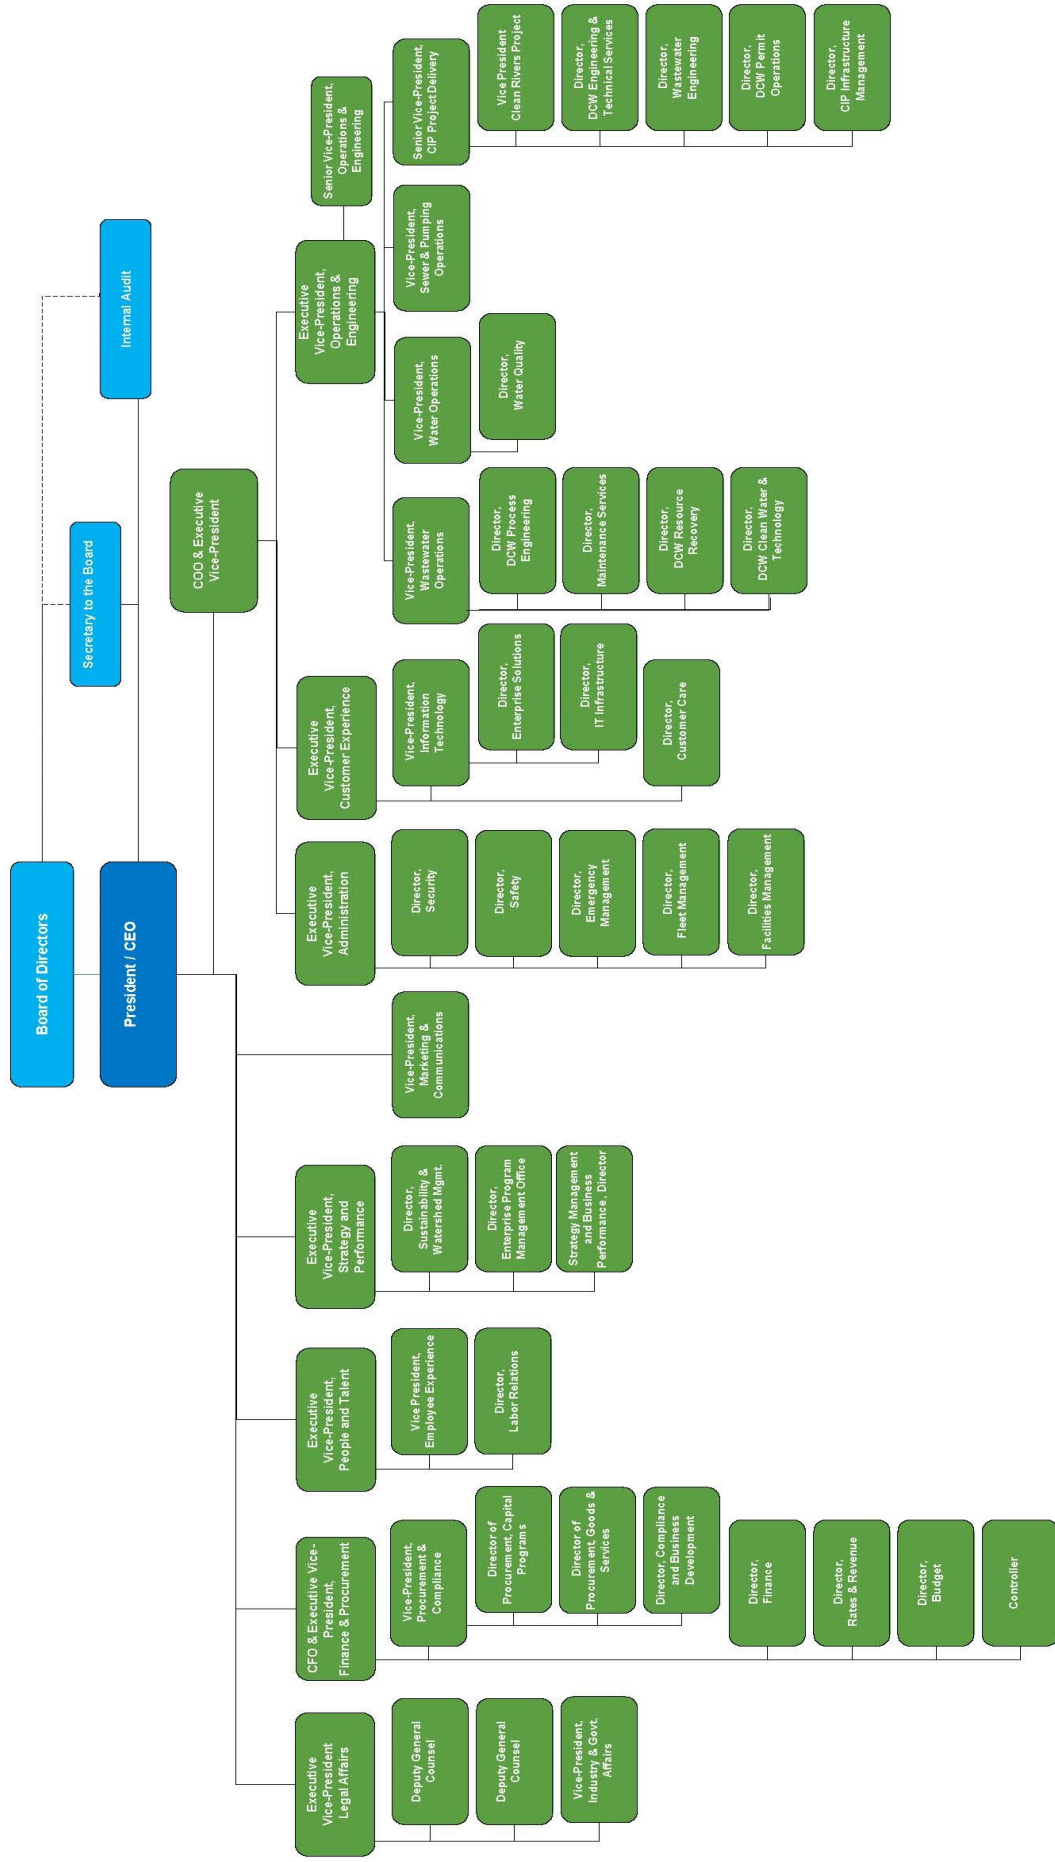 Board of Directors
President / CEO
Secretary to the Board
Internal Audit
COO & Executive
Vice-President
Executive
Vice-President
Legal Affairs
Deputy General
Counsel
Deputy General
Counsel
Vice-President,
Industry & Govt.
Affairs
CFO & Executive Vice-
President,
Finance & Procurement
Vice-President,
Procurement &
Compliance
Director of
Procurement, Capital
Programs
Director of
Procurement, Goods &
Services
Director, Compliance
and Business
Development
Director,
Finance
Director,
Rates & Revenue
Director,
Budget
Controller
Executive
Vice-President,
People and Talent
Vice President,
Employee Experience
Director,
Labor Relations
Executive
Vice-President,
Strategy and
Performance
Director,
Sustainability &
Watershed Mgmt.
Director,
Enterprise Program
Management Office
Strategy Management
and Business
Performance , Director
Vice-President,
Marketing &
Communications
Executive
Vice-President,
Administration
Director,
Security
Director,
Safety
Director,
Emergency
Management
Director,
Fleet Management
Director,
Facilities Management
Executive
Vice-President,
Customer Experience
Vice-President,
Information
Technology
Director,
Enterprise Solutions
Director,
IT Infrastructure
Director,
Customer Care
Executive
Vice-President,
Operations &
Engineering
Senior Vice-President,
Operations &
Engineering
Vice-President,
Wastewater
Operations
Director,
DCW Process
Engineering
Director,
Maintenance Services
Director,
DCW Resource
Recovery
Director,
DCW Clean Water &
Technology
Vice-President,
Water Operations
Director,
Water Quality
Vice-President,
Sewer & Pumping
Operations
Senior Vice-President,
CIP Project Delivery
Vice President
Clean Rivers Project
Director,
DCW Engineering &
Technical Services
Director,
Wastewater
Engineering
Director,
DCW Permit
Operations
Director,
CIP Infrastructure
Management